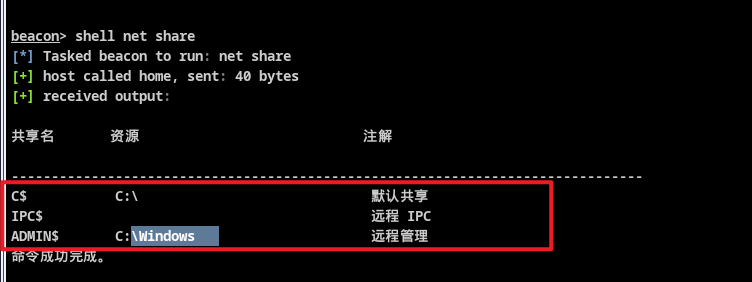 beacon> shell net share
[*] Tasked beacon to run: net share
[+] host called home, sent: 40 bytes
[+] received output:
共享名 资源 注解
-------------------------------------------------------------------------------
C$ C:\ 默认共享
IPC$ 远程 IPC
ADMIN$ C:\Windows 远程管理
命令成功完成。